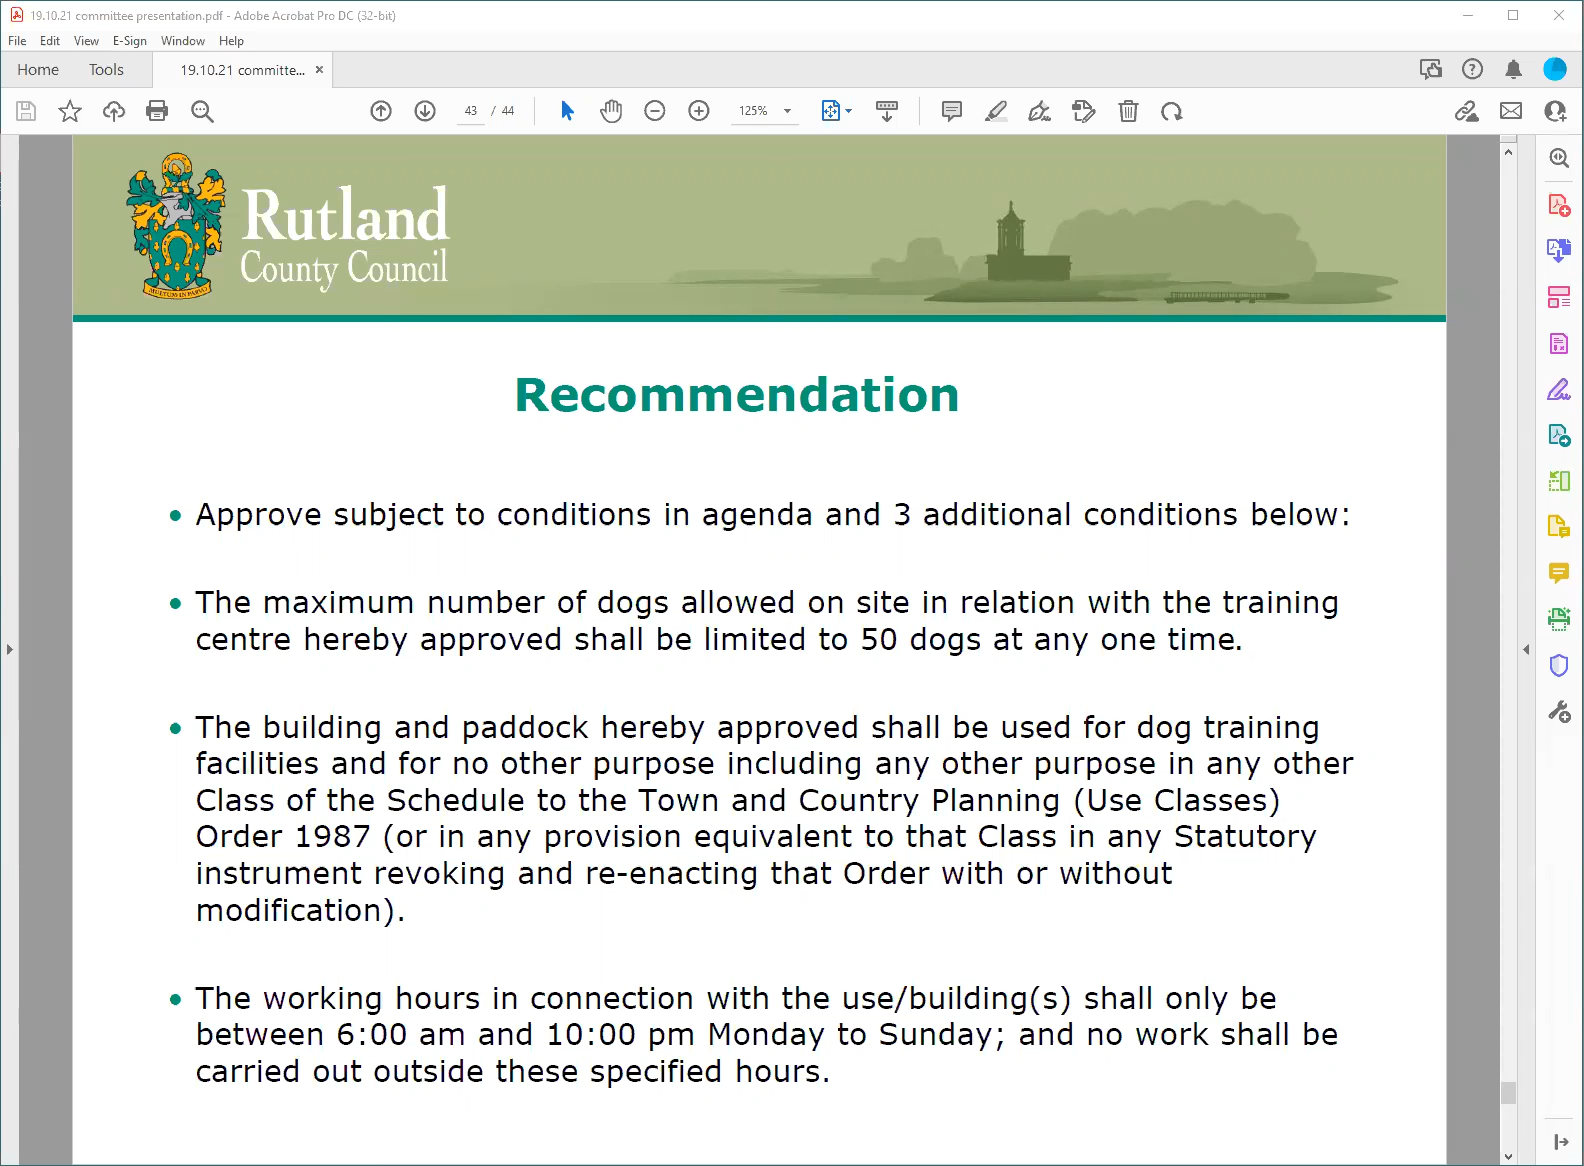 19.10.21 committee presentation.pdf - Adobe Acrobat Pro DC (32-bit)
File Edit View E-Sign Window Help
Home Tools 19.10.21 committe... ×
43 / 44 125%
Rutland
County Council
MULTUM IN PARVO
Recommendation
• Approve subject to conditions in agenda and 3 additional conditions below:
• The maximum number of dogs allowed on site in relation with the training
centre hereby approved shall be limited to 50 dogs at any one time.
• The building and paddock hereby approved shall be used for dog training
facilities and for no other purpose including any other purpose in any other
Class of the Schedule to the Town and Country Planning (Use Classes)
Order 1987 (or in any provision equivalent to that Class in any Statutory
instrument revoking and re-enacting that Order with or without
modification).
• The working hours in connection with the use/building(s) shall only be
between 6:00 am and 10:00 pm Monday to Sunday; and no work shall be
carried out outside these specified hours.